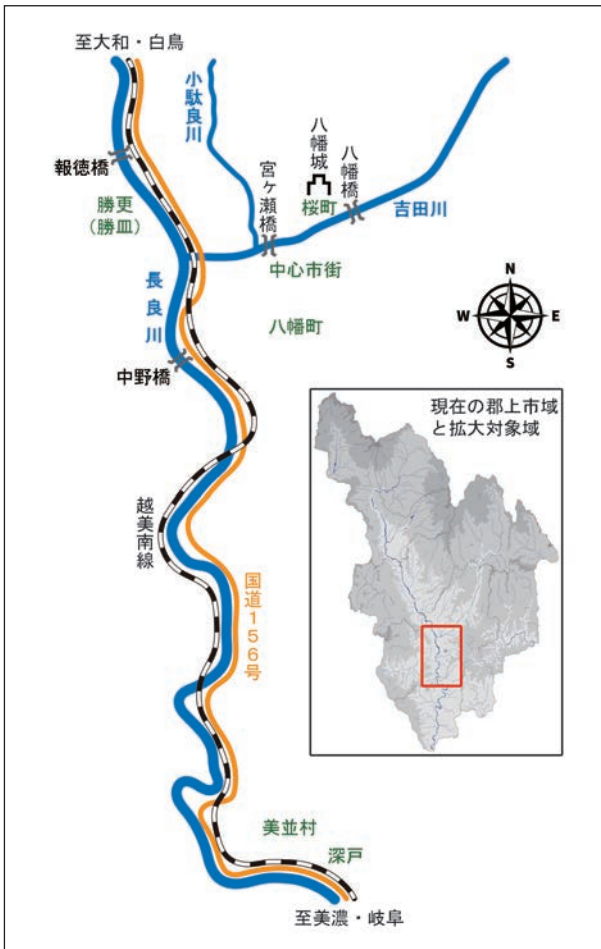 至大和・白鳥
小駄良川
八幡城
八幡橋
宮ヶ瀬橋
報徳橋
桜町
吉田川
勝更
(勝皿)
中心市街
長良川
八幡町
N
W
E
S
中野橋
現在の郡上市域
と拡大対象域
越美南線
国道156号
美並村
深戸
至美濃・岐阜